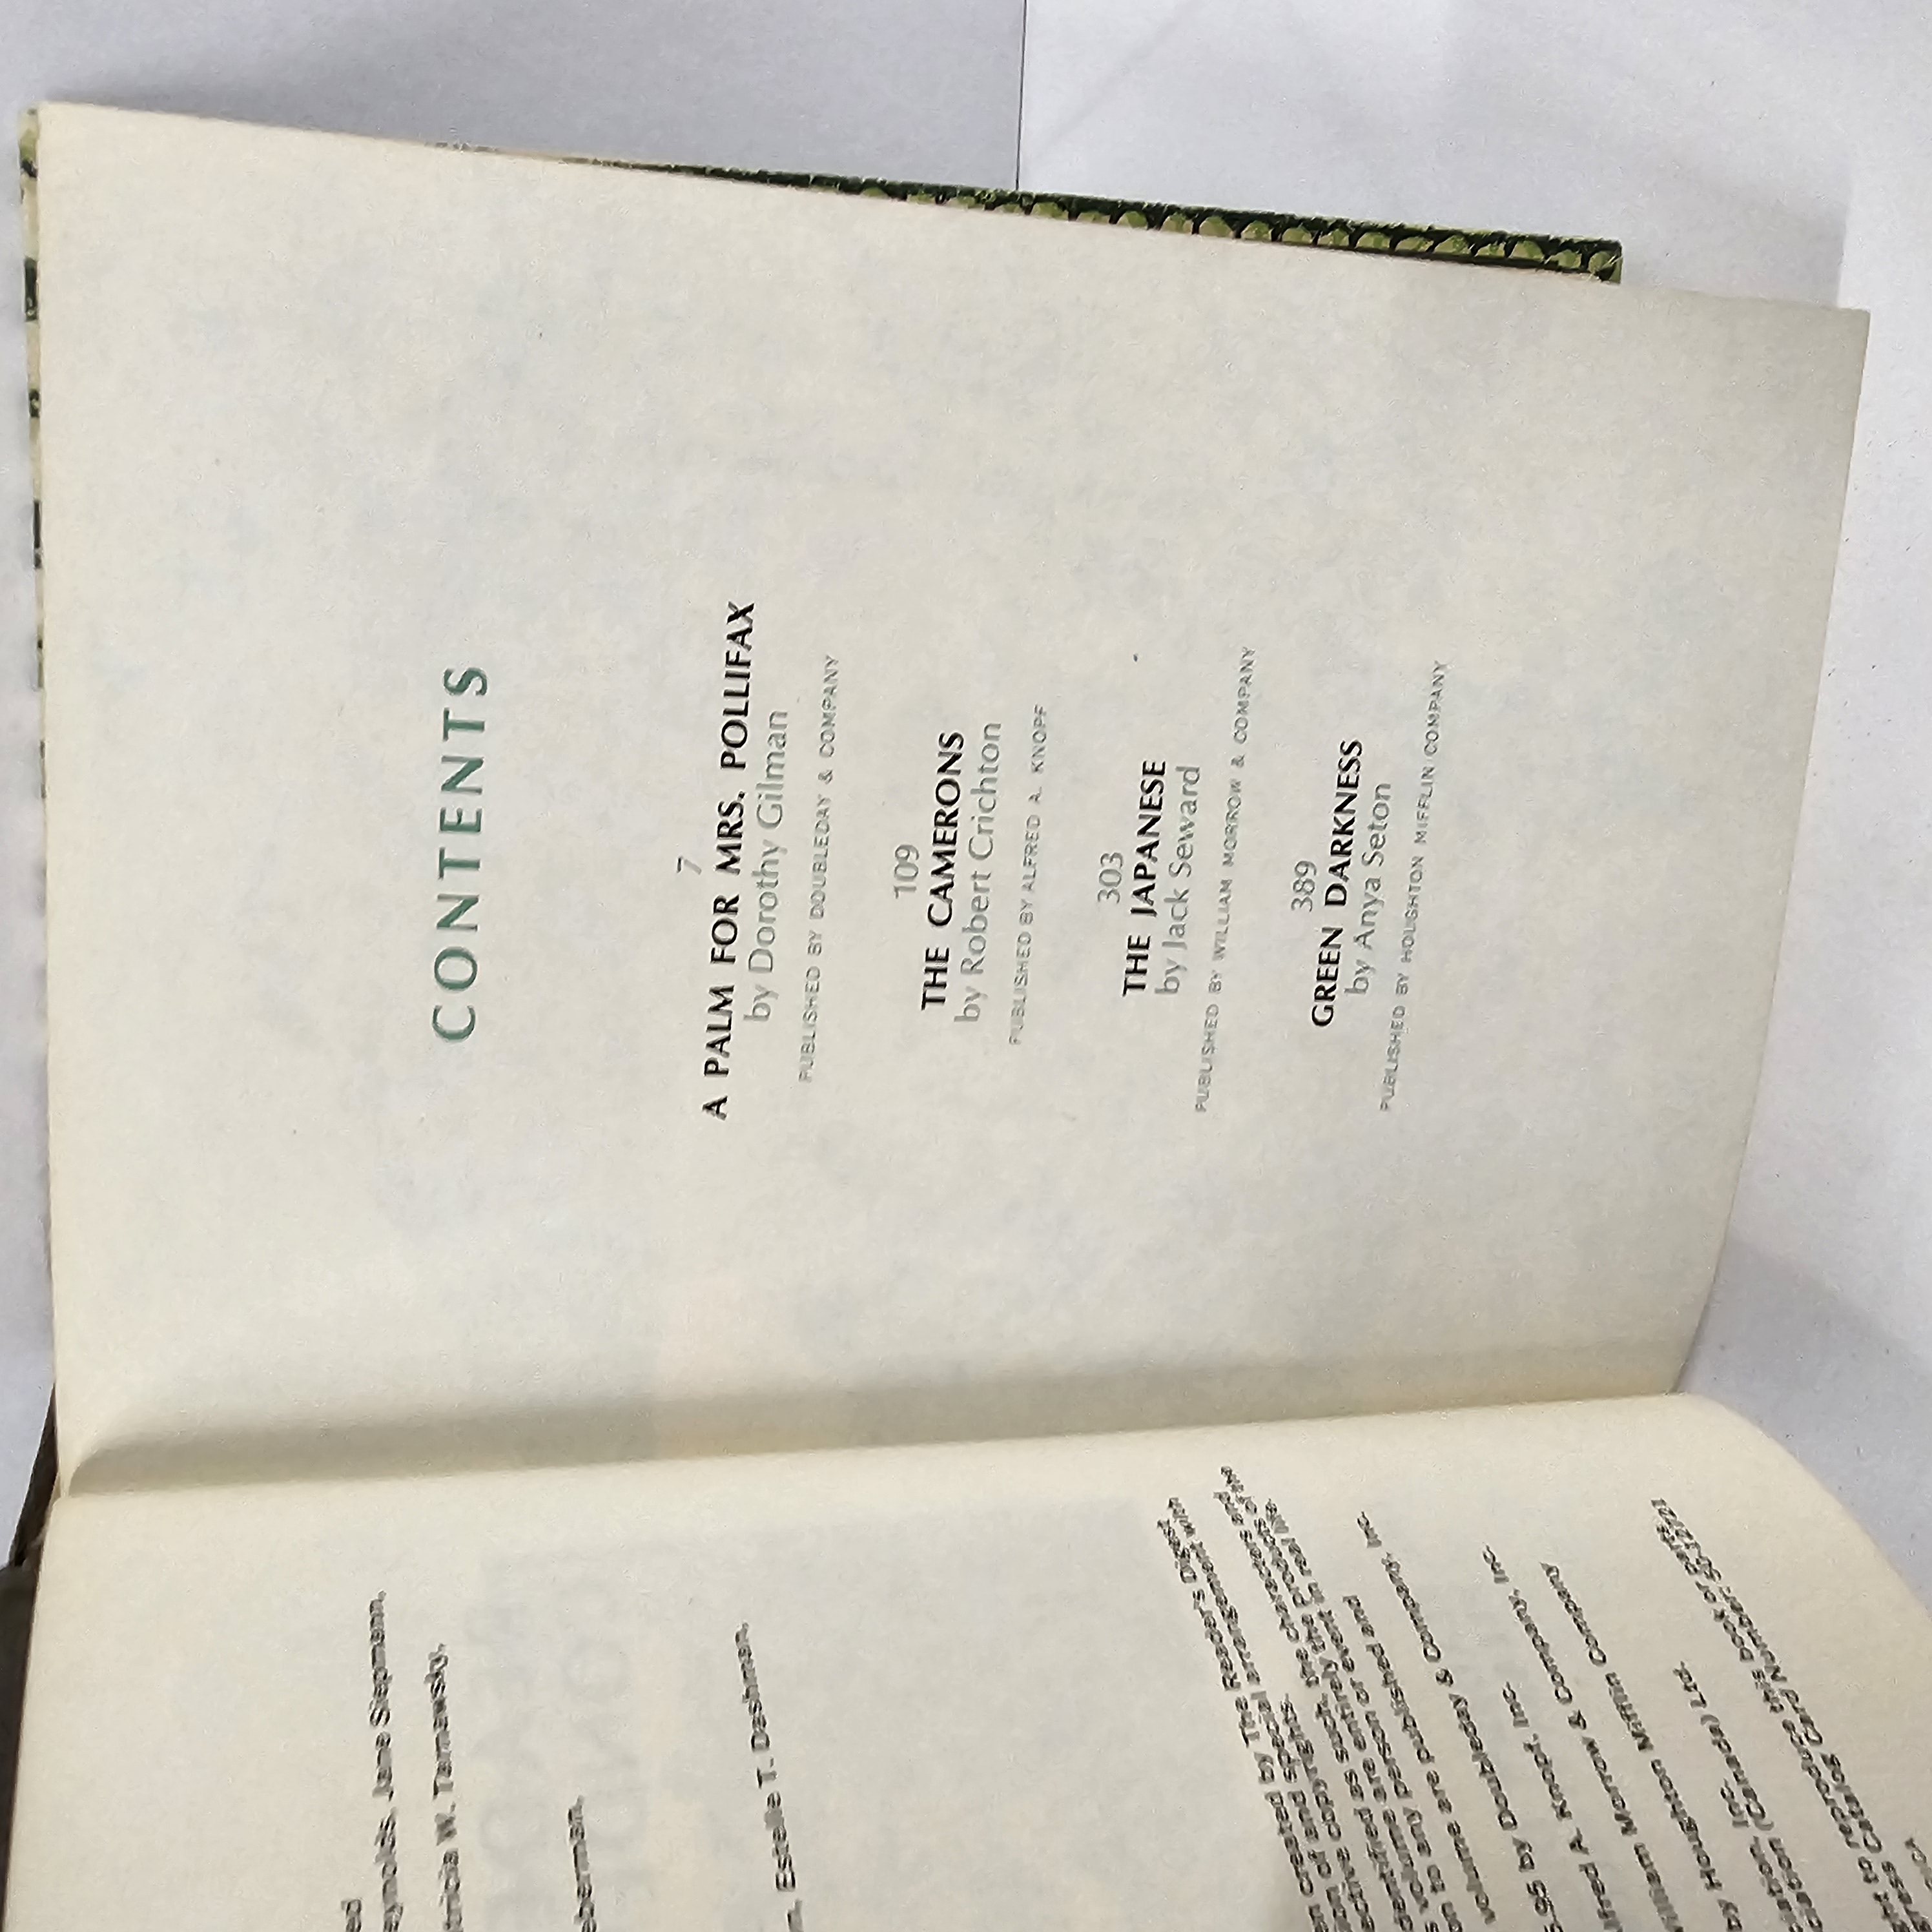 ed
eynolds, Jane Siepmann,
tricia W. Tarnawsky,
eberman,
m, Estelle T. Dashman,
en created by The Reader's Digest
ion of and special arrangement with
ective copyrights.
dentified as such, the characters and
s volume are entirely the products of the
on to any person or event in real life.
volume are published and
5.95 by Doubleday & Company, Inc.
lfred A. Knopf, Inc.
William Morrow & Company, Inc.
by Houghton Mifflin Company
ciation, Inc.
ciation (Canada) Ltd.
ght to reproduce this book or parts
gress Catalog Card Number: 50-12721
RICA
CONTENTS
7
A PALM FOR MRS. POLLIFAX
by Dorothy Gilman
PUBLISHED BY DOUBLEDAY & COMPANY
109
THE CAMERONS
by Robert Crichton
PUBLISHED BY ALFRED A. KNOPF
303
THE JAPANESE
by Jack Seward
PUBLISHED BY WILLIAM MORROW & COMPANY
389
GREEN DARKNESS
by Anya Seton
PUBLISHED BY HOUGHTON MIFFLIN COMPANY